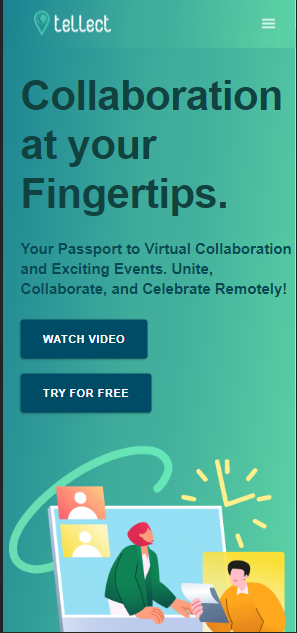 tellect
Collaboration
at your
Fingertips.
Your Passport to Virtual Collaboration
and Exciting Events. Unite,
Collaborate, and Celebrate Remotely!
WATCH VIDEO
TRY FOR FREE